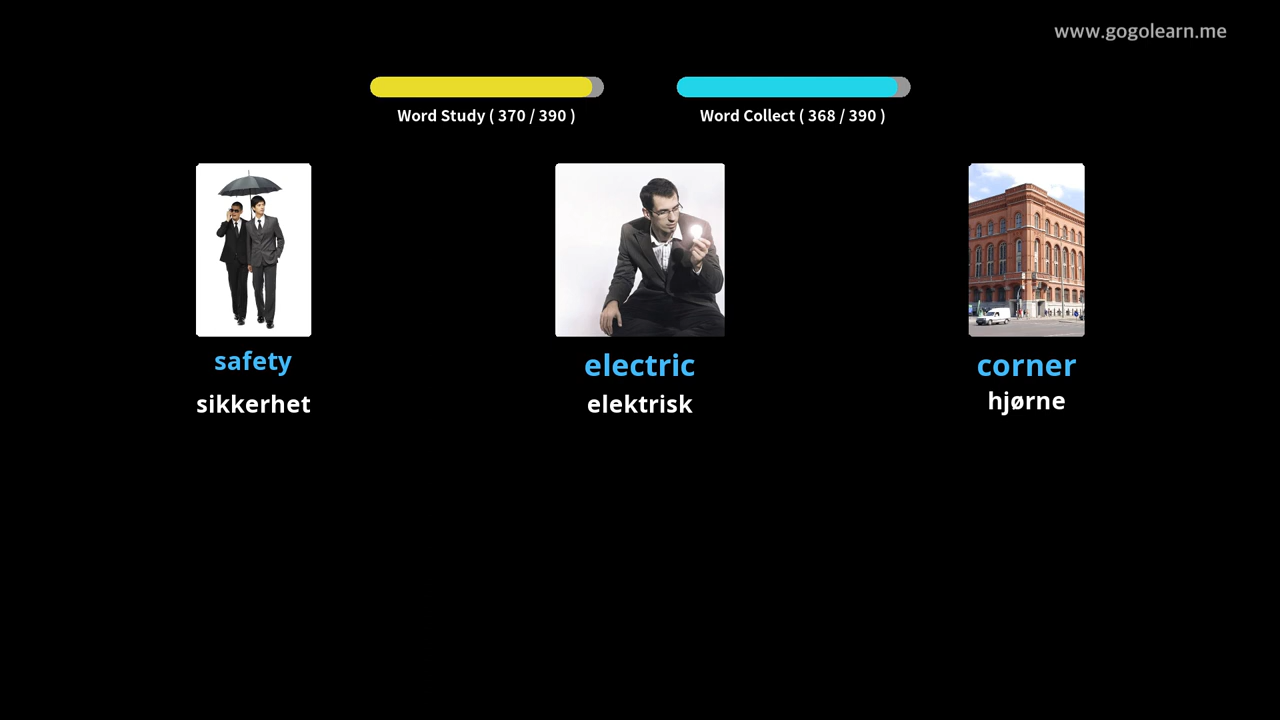 www.gogolearn.me
Word Study ( 370 / 390 )
Word Collect ( 368 / 390 )
safety
electric
corner
sikkerhet
elektrisk
hjørne